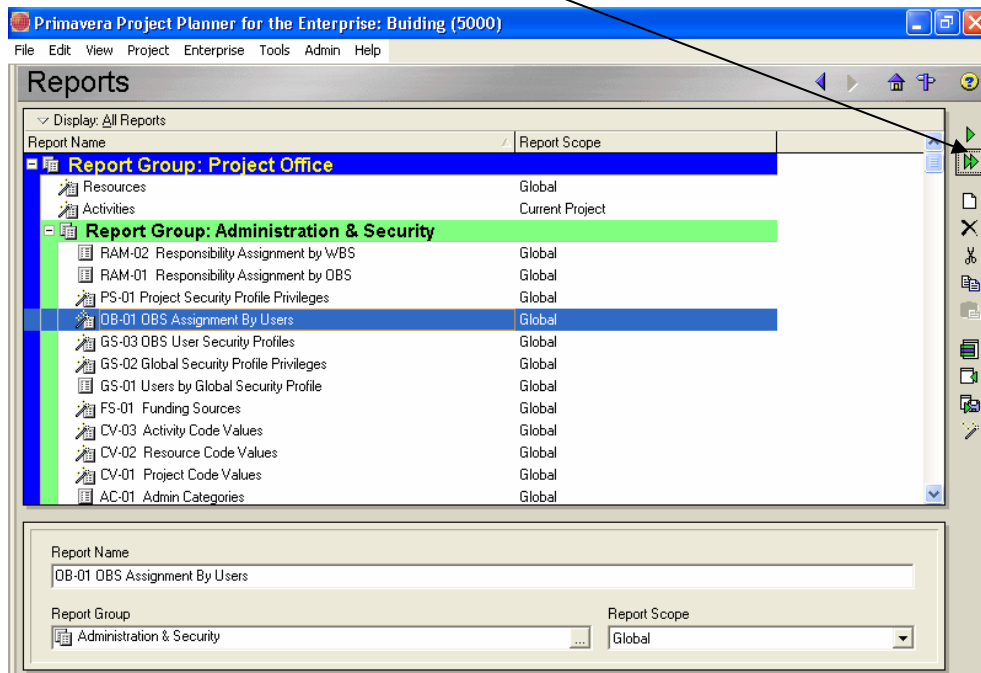 Primavera Project Planner for the Enterprise: Buiding (5000)
File Edit View Project Enterprise Tools Admin Help
Reports
Display: All Reports
Report Name Report Scope
Report Group: Project Office
Resources Global
Activities Current Project
Report Group: Administration & Security
RAM-02 Responsibility Assignment by WBS Global
RAM-01 Responsibility Assignment by OBS Global
PS-01 Project Security Profile Privileges Global
OB-01 OBS Assignment By Users Global
GS-03 OBS User Security Profiles Global
GS-02 Global Security Profile Privileges Global
GS-01 Users by Global Security Profile Global
FS-01 Funding Sources Global
CV-03 Activity Code Values Global
CV-02 Resource Code Values Global
CV-01 Project Code Values Global
AC-01 Admin Categories Global
Report Name
OB-01 OBS Assignment By Users
Report Group Report Scope
Administration & Security ... Global